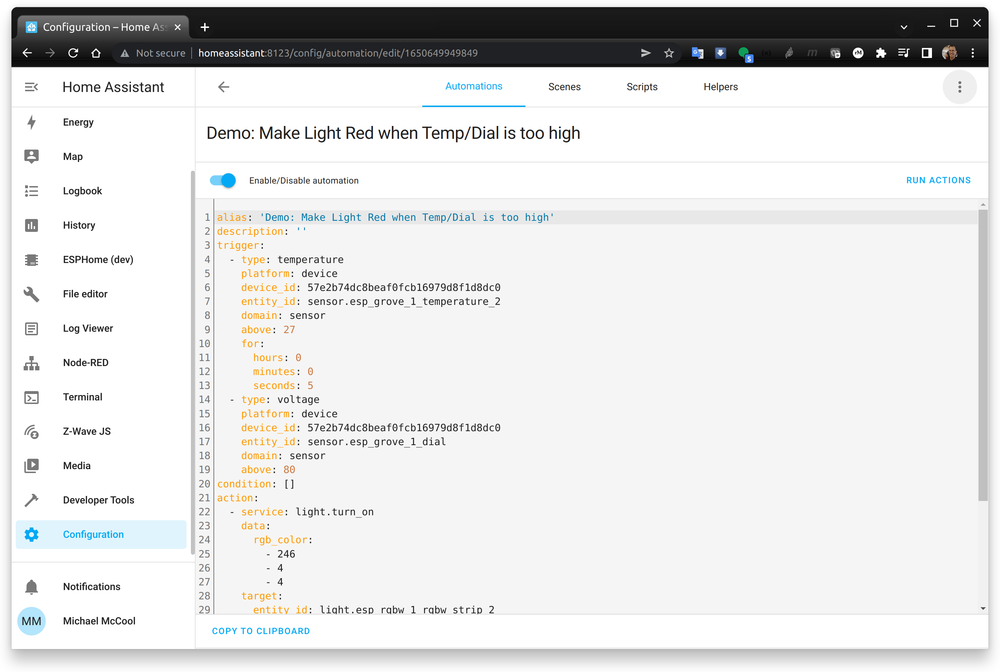 Configuration – Home Ass
Not secure
homeassistant:8123/config/automation/edit/1650649949849
5
rM
Home Assistant
Automations
Scenes
Scripts
Helpers
Energy
Map
Logbook
History
ESPHome (dev)
File editor
Log Viewer
Node-RED
Terminal
Z-Wave JS
Media
Developer Tools
Configuration
Notifications
MM
Michael McCool
Demo: Make Light Red when Temp/Dial is too high
Enable/Disable automation
RUN ACTIONS
1 alias: 'Demo: Make Light Red when Temp/Dial is too high'
2 description: ''
3 trigger:
4 - type: temperature
5 platform: device
6 device_id: 57e2b74dc8beaf0fcb16979d8f1d8dc0
7 entity_id: sensor.esp_grove_1_temperature_2
8 domain: sensor
9 above: 27
10 for:
11 hours: 0
12 minutes: 0
13 seconds: 5
14 - type: voltage
15 platform: device
16 device_id: 57e2b74dc8beaf0fcb16979d8f1d8dc0
17 entity_id: sensor.esp_grove_1_dial
18 domain: sensor
19 above: 80
20 condition: []
21 action:
22 - service: light.turn_on
23 data:
24 rgb_color:
25 - 246
26 - 4
27 - 4
28 target:
29 entity_id: light.esp_rgbw_1_rgbw_strip_2
COPY TO CLIPBOARD